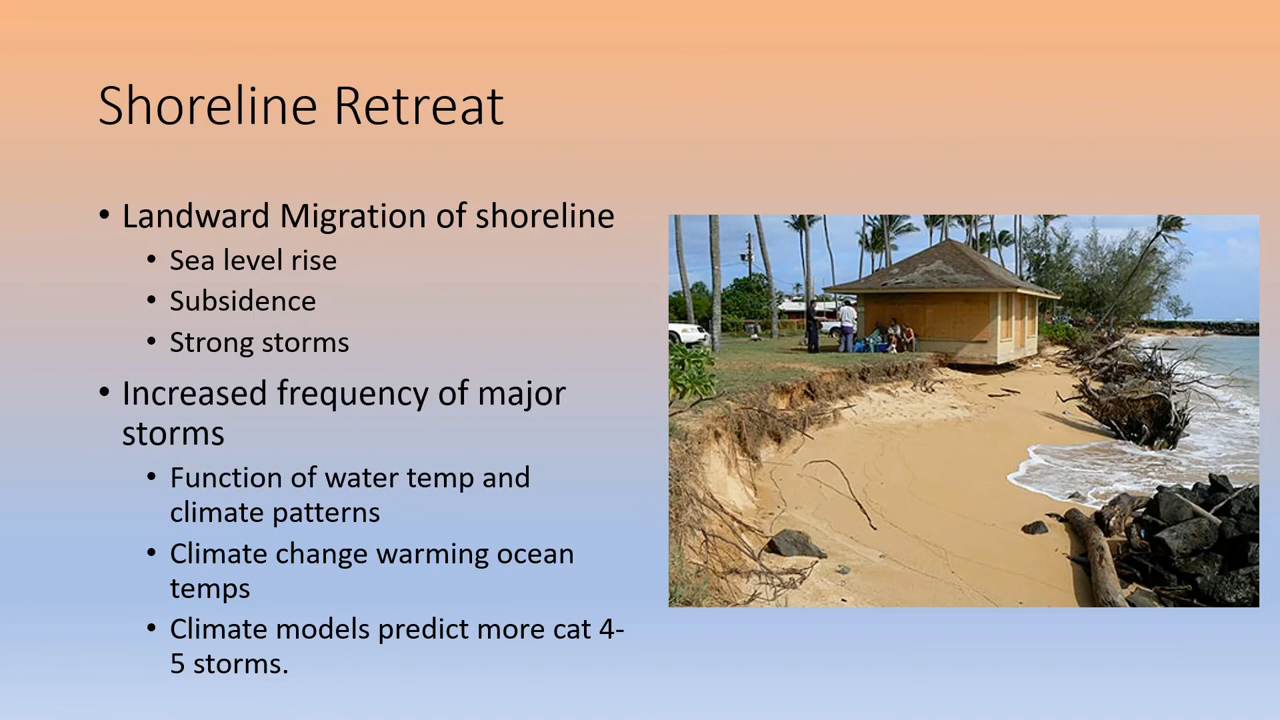 Shoreline Retreat
• Landward Migration of shoreline
• Sea level rise
• Subsidence
• Strong storms
• Increased frequency of major
storms
• Function of water temp and
climate patterns
• Climate change warming ocean
temps
• Climate models predict more cat 4-
5 storms.